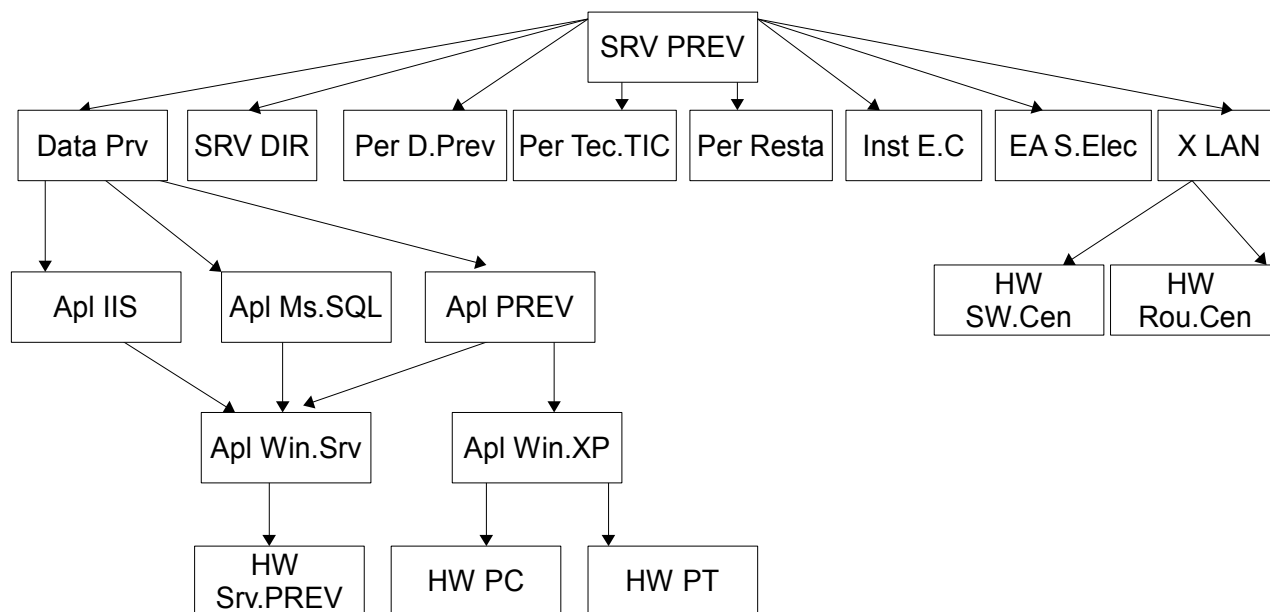 SRV PREV
Data Prv
SRV DIR
Per D.Prev
Per Tec.TIC
Per Resta
Inst E.C
EA S.Elec
X LAN
Apl IIS
Apl Ms.SQL
Apl PREV
HW
SW.Cen
HW
Rou.Cen
Apl Win.Srv
Apl Win.XP
HW
Srv.PREV
HW PC
HW PT